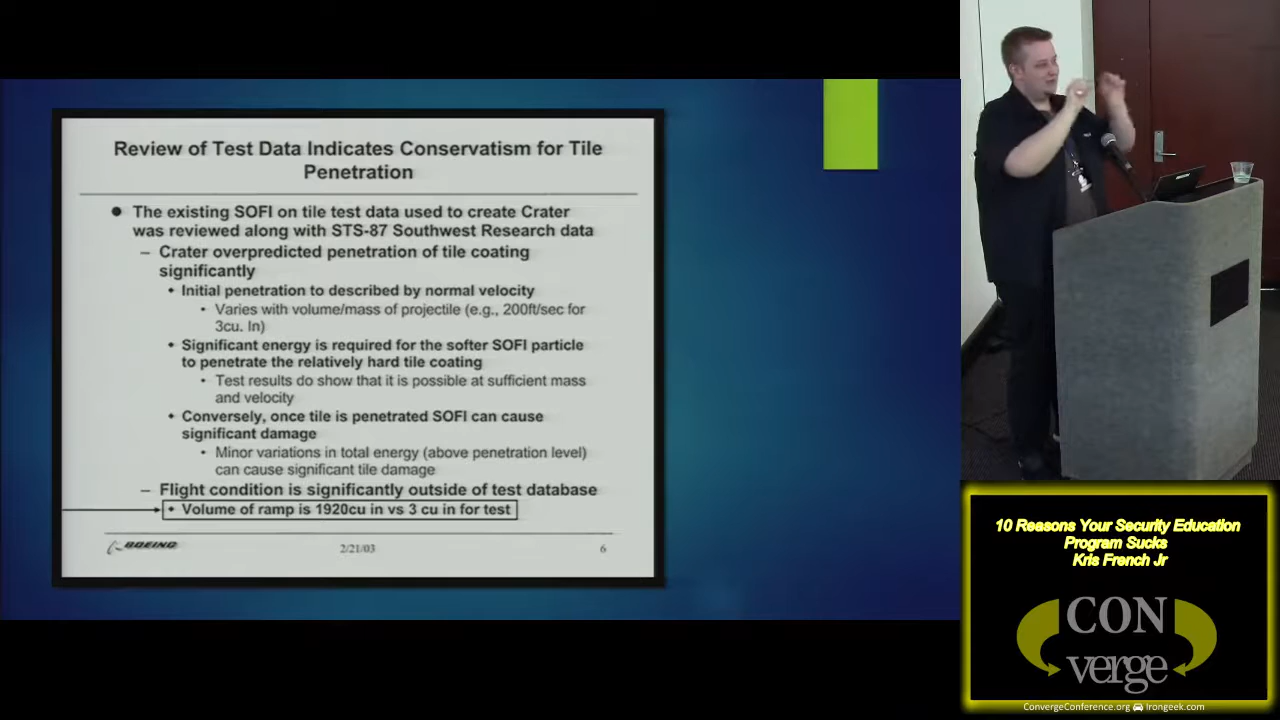 Review of Test Data Indicates Conservatism for Tile
Penetration
● The existing SOFI on tile test data used to create Crater
was reviewed along with STS-87 Southwest Research data
– Crater overpredicted penetration of tile coating
significantly
• Initial penetration to described by normal velocity
• Varies with volume/mass of projectile (e.g., 200ft/sec for
3cu. In)
• Significant energy is required for the softer SOFI particle
to penetrate the relatively hard tile coating
• Test results do show that it is possible at sufficient mass
and velocity
• Conversely, once tile is penetrated SOFI can cause
significant damage
• Minor variations in total energy (above penetration level)
can cause significant tile damage
– Flight condition is significantly outside of test database
• Volume of ramp is 1920cu in vs 3 cu in for test
BOEING
2/21/03
6
10 Reasons Your Security Education
Program Sucks
Kris French Jr
CON
verge
ConvergeConference.org Irongeek.com